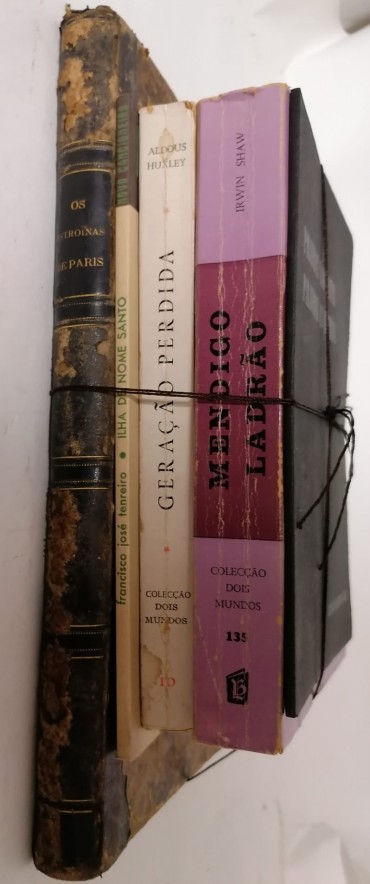 OS
ESTROINAS
DE PARIS
francisco josé tenreiro • ILHA DE NOME SANTO
ALDOUS
HUXLEY
GERAÇÃO PERDIDA
COLECÇÃO
DOIS
MUNDOS
10
IRWIN SHAW
MENDIGO
LADRÃO
COLECÇÃO
DOIS
MUNDOS
135